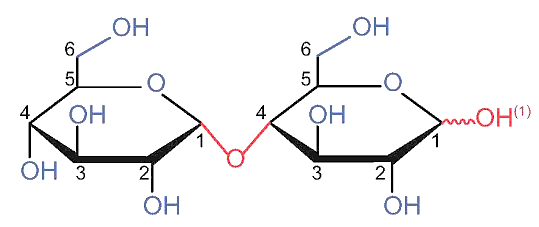 OH OH
6 6
5 O 5 O
4 OH 1 4 OH 1 OH(1)
O
OH 3 2 3 2
OH OH